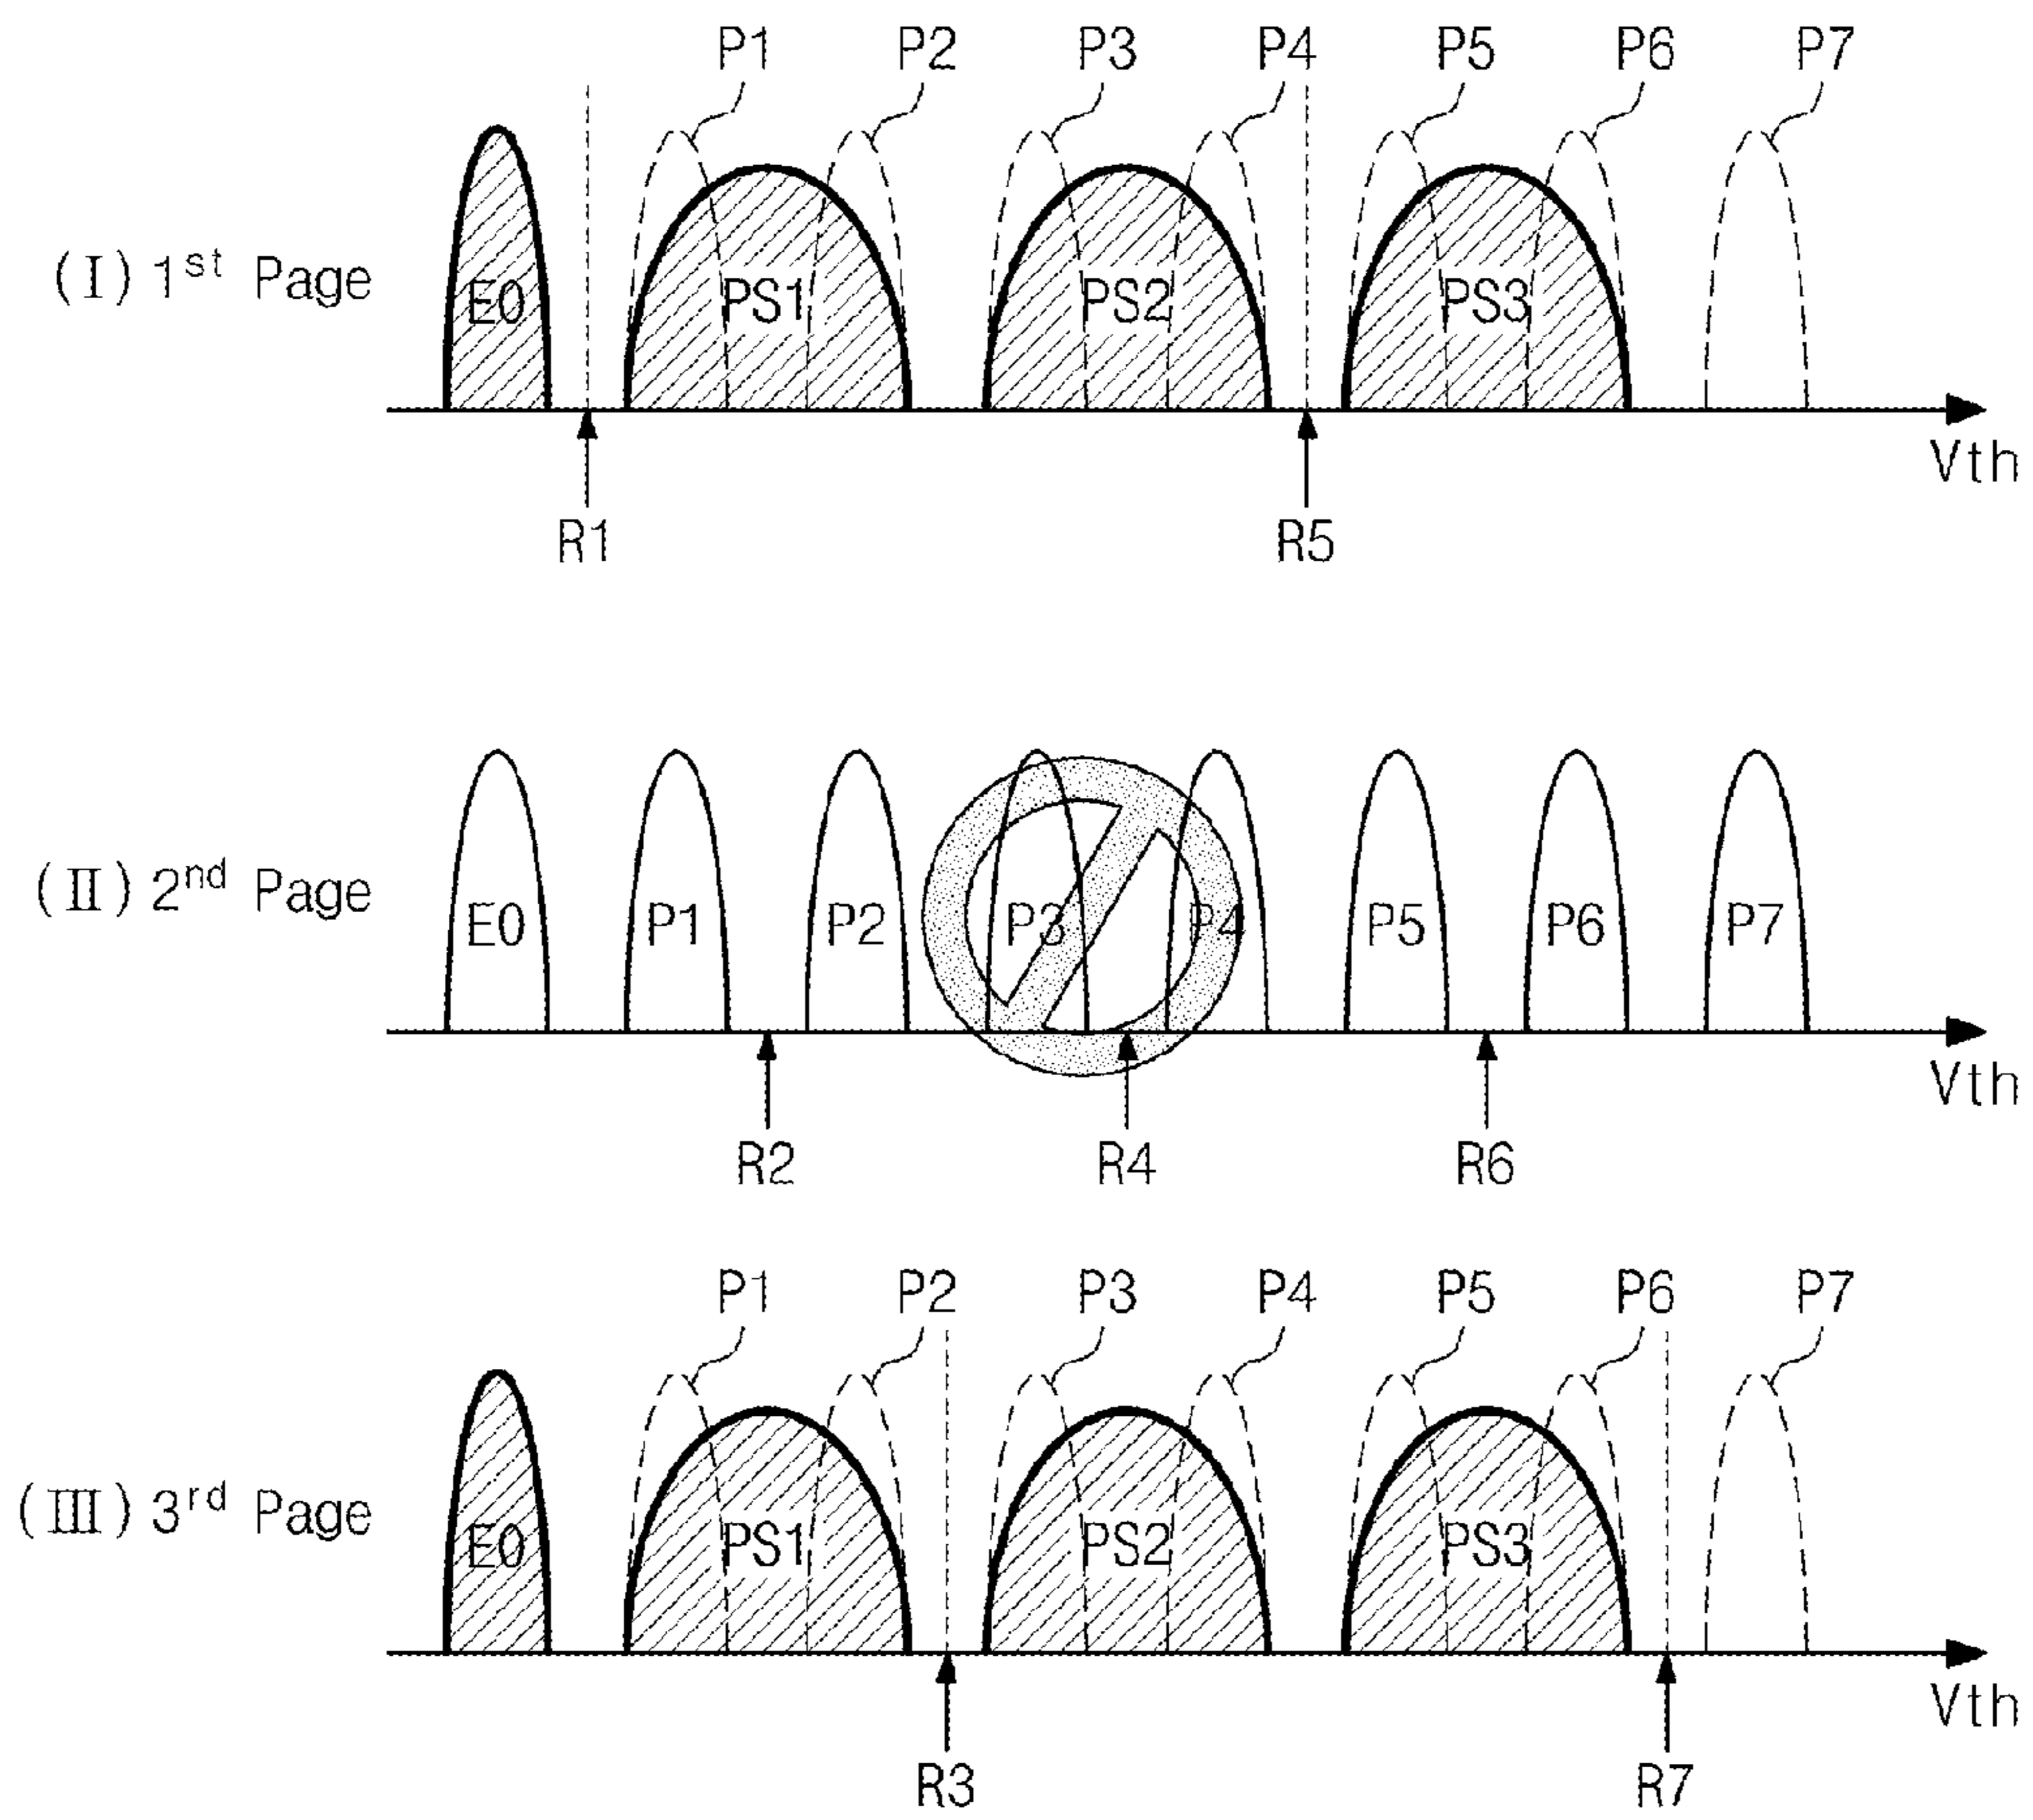 P1 P2 P3 P4 P5 P6 P7
(Ⅰ) 1st Page
E0 PS1 PS2 PS3
Vth
R1 R5
(Ⅱ) 2nd Page
E0 P1 P2 P3 P4 P5 P6 P7
Vth
R2 R4 R6
P1 P2 P3 P4 P5 P6 P7
(Ⅲ) 3rd Page
E0 PS1 PS2 PS3
Vth
R3 R7